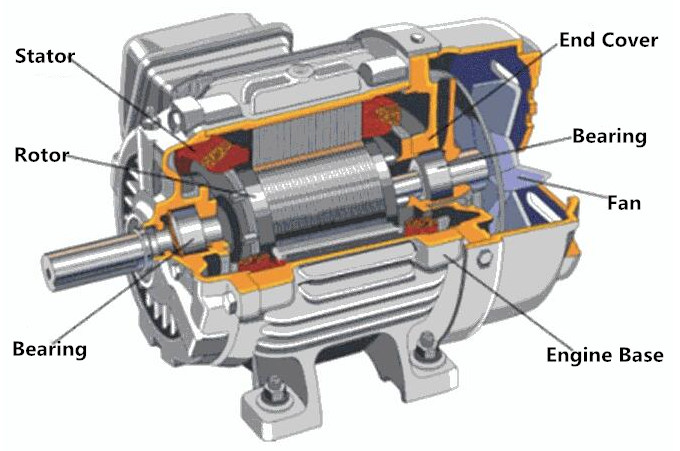 Stator
End Cover
Rotor
Bearing
Fan
Bearing
Engine Base